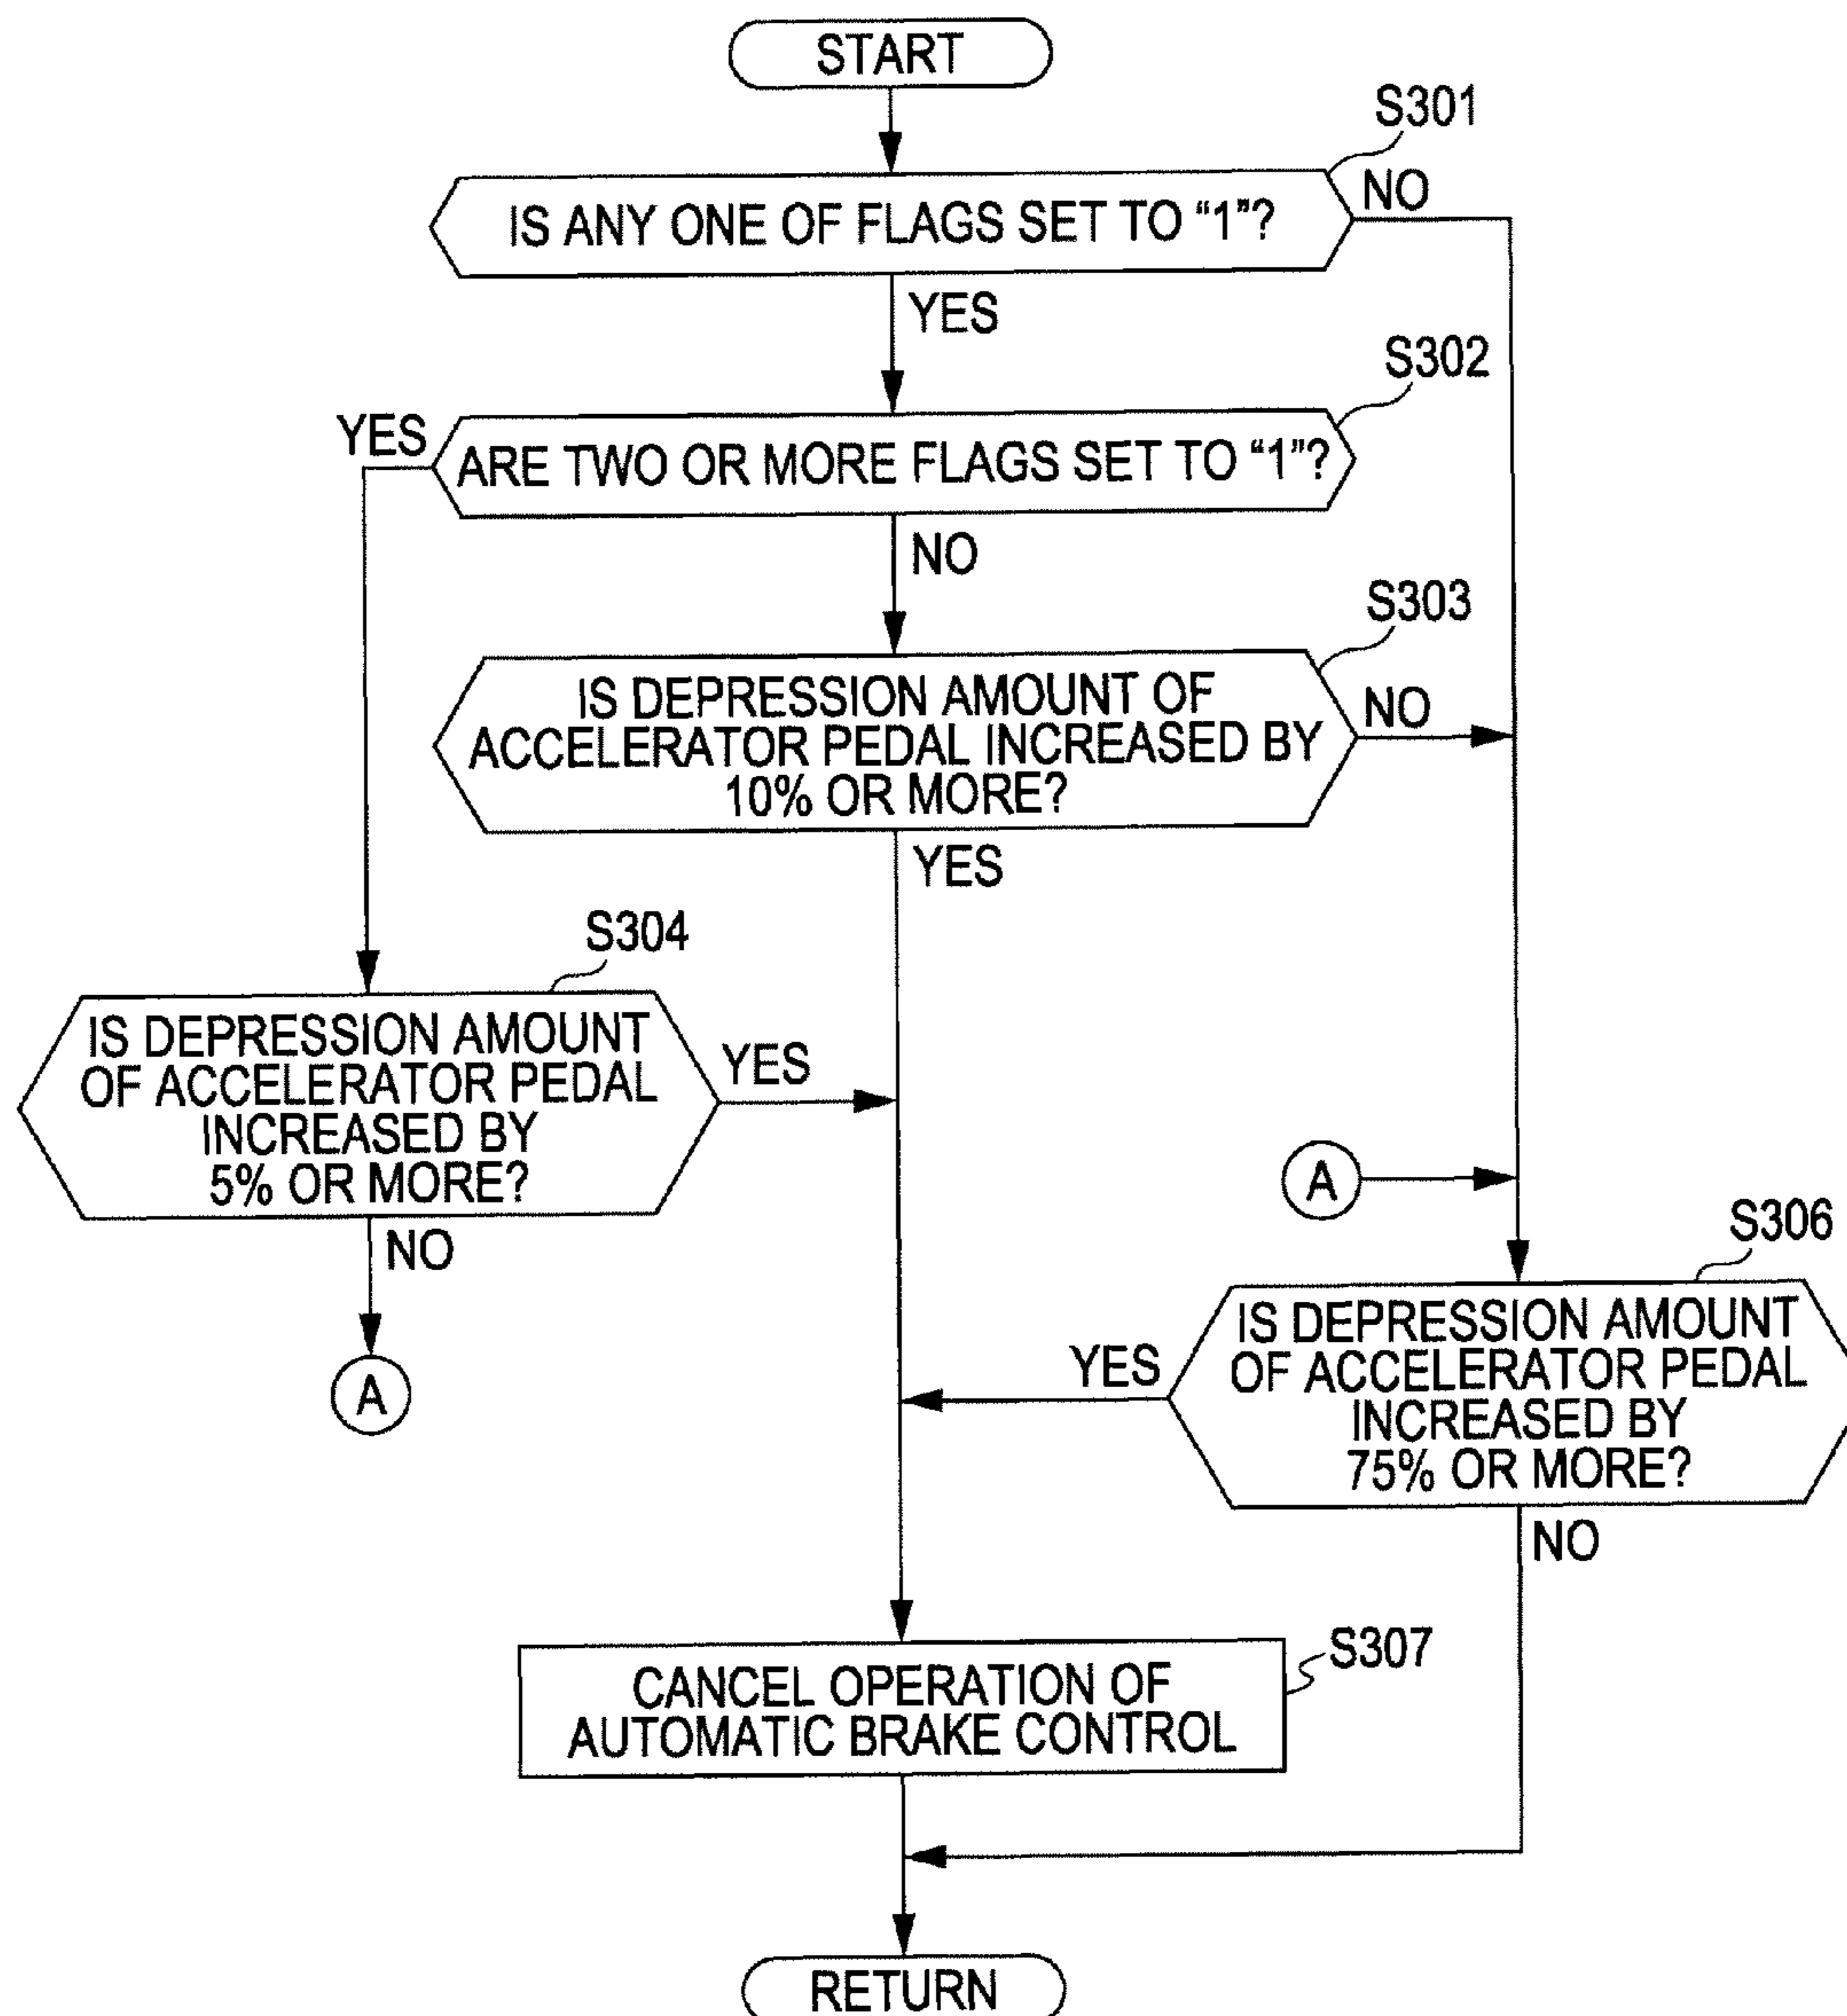 START
S301
IS ANY ONE OF FLAGS SET TO “1”?
NO
YES
S302
YES
ARE TWO OR MORE FLAGS SET TO “1”?
NO
S303
IS DEPRESSION AMOUNT OF
ACCELERATOR PEDAL INCREASED BY
10% OR MORE?
NO
YES
S304
IS DEPRESSION AMOUNT
OF ACCELERATOR PEDAL
INCREASED BY
5% OR MORE?
YES
NO
A
A
S306
IS DEPRESSION AMOUNT
OF ACCELERATOR PEDAL
INCREASED BY
75% OR MORE?
YES
NO
S307
CANCEL OPERATION OF
AUTOMATIC BRAKE CONTROL
RETURN